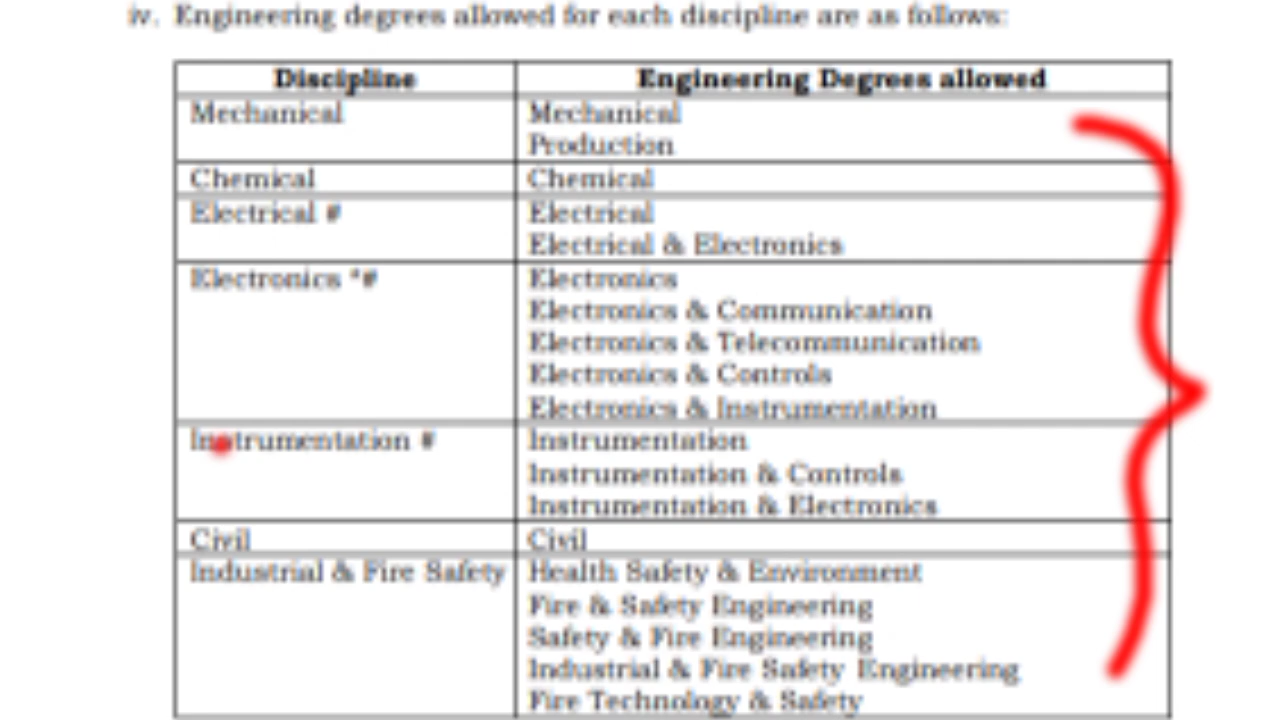 iv. Engineering degrees allowed for each discipline are as follows:
Discipline Engineering Degrees allowed
Mechanical Mechanical
Production
Chemical Chemical
Electrical # Electrical
Electrical & Electronics
Electronics *# Electronics
Electronics & Communication
Electronics & Telecommunication
Electronics & Controls
Electronics & Instrumentation
Instrumentation # Instrumentation
Instrumentation & Controls
Instrumentation & Electronics
Civil Civil
Industrial & Fire Safety Health Safety & Environment
Fire & Safety Engineering
Safety & Fire Engineering
Industrial & Fire Safety Engineering
Fire Technology & Safety